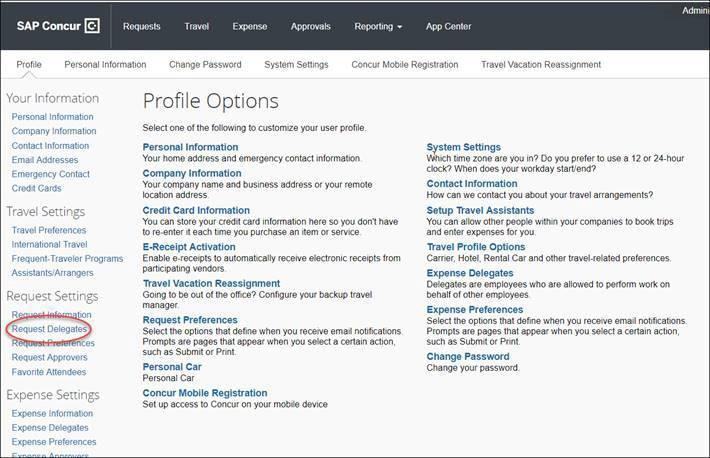 Admini
SAP Concur C Requests Travel Expense Approvals Reporting App Center
Profile Personal Information Change Password System Settings Concur Mobile Registration Travel Vacation Reassignment
Your Information
Personal Information
Company Information
Contact Information
Email Addresses
Emergency Contact
Credit Cards
Travel Settings
Travel Preferences
International Travel
Frequent-Traveler Programs
Assistants/Arrangers
Request Settings
Request Information
Request Delegates
Request Preferences
Request Approvers
Favorite Attendees
Expense Settings
Expense Information
Expense Delegates
Expense Preferences
Expense Approvers
Profile Options
Select one of the following to customize your user profile.
Personal Information
Your home address and emergency contact information.
Company Information
Your company name and business address or your remote
location address.
Credit Card Information
You can store your credit card information here so you don't have
to re-enter it each time you purchase an item or service.
E-Receipt Activation
Enable e-receipts to automatically receive electronic receipts from
participating vendors.
Travel Vacation Reassignment
Going to be out of the office? Configure your backup travel
manager.
Request Preferences
Select the options that define when you receive email notifications.
Prompts are pages that appear when you select a certain action,
such as Submit or Print.
Personal Car
Personal Car
Concur Mobile Registration
Set up access to Concur on your mobile device
System Settings
Which time zone are you in? Do you prefer to use a 12 or 24-hour
clock? When does your workday start/end?
Contact Information
How can we contact you about your travel arrangements?
Setup Travel Assistants
You can allow other people within your companies to book trips
and enter expenses for you.
Travel Profile Options
Carrier, Hotel, Rental Car and other travel-related preferences.
Expense Delegates
Delegates are employees who are allowed to perform work on
behalf of other employees.
Expense Preferences
Select the options that define when you receive email notifications.
Prompts are pages that appear when you select a certain action,
such as Submit or Print.
Change Password
Change your password.